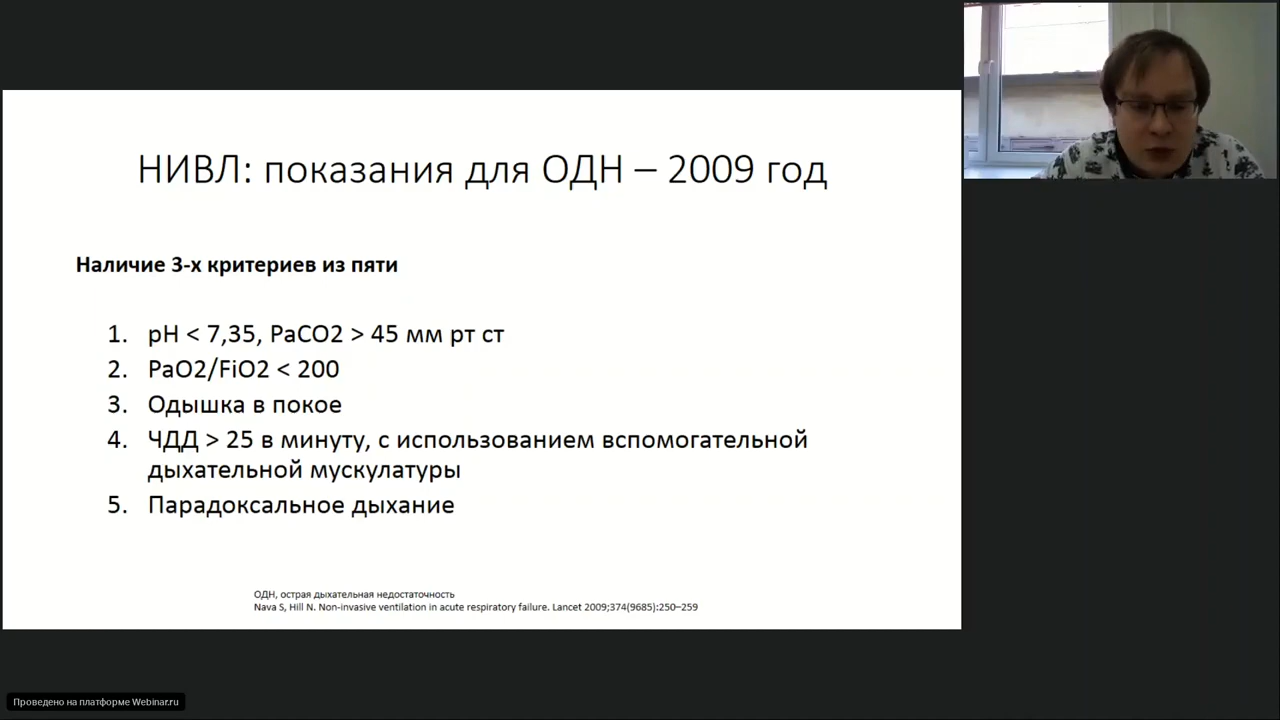 НИВЛ: показания для ОДН – 2009 год
Наличие 3-х критериев из пяти
1. pH < 7,35, PaCO2 > 45 мм рт ст
2. PaO2/FiO2 < 200
3. Одышка в покое
4. ЧДД > 25 в минуту, с использованием вспомогательной
дыхательной мускулатуры
5. Парадоксальное дыхание
ОДН, острая дыхательная недостаточность
Nava S, Hill N. Non-invasive ventilation in acute respiratory failure. Lancet 2009;374(9685):250–259
Проведено на платформе Webinar.ru